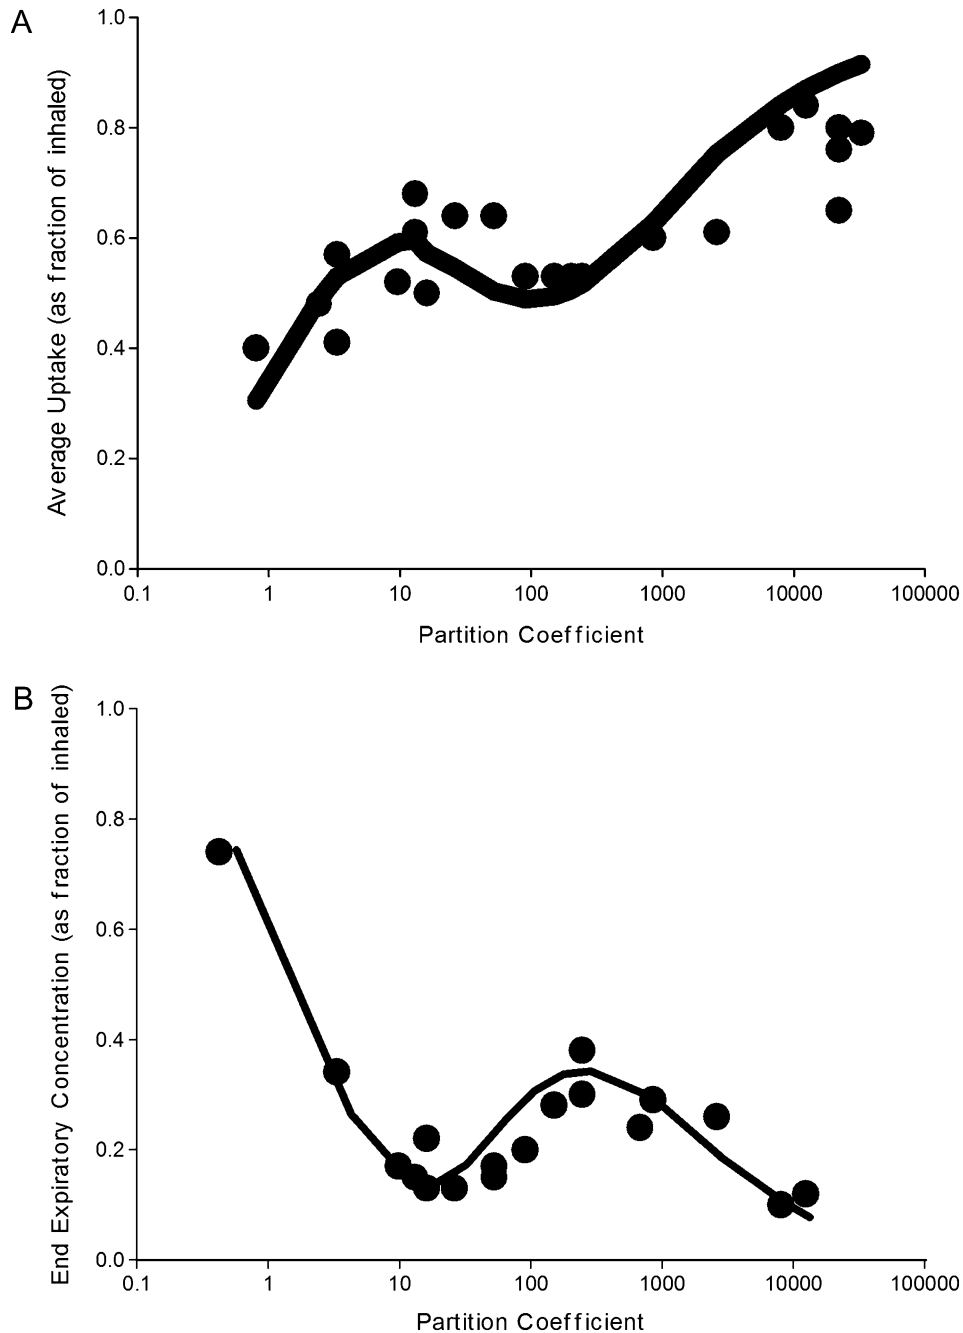 A
Average Uptake (as fraction of inhaled)
1.0
0.8
0.6
0.4
0.2
0.0
0.1 1 10 100 1000 10000 100000
Partition Coefficient
B
End Expiratory Concentration (as fraction of inhaled)
1.0
0.8
0.6
0.4
0.2
0.0
0.1 1 10 100 1000 10000 100000
Partition Coefficient